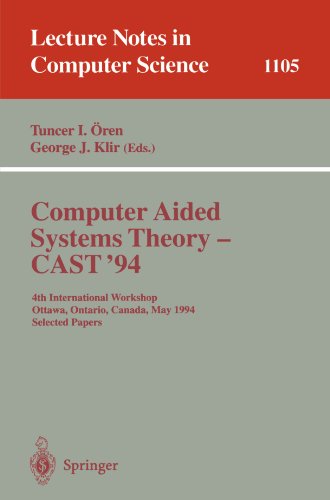 Lecture Notes in
Computer Science 1105
Tuncer I. Ören
George J. Klir (Eds.)
Computer Aided
Systems Theory –
CAST '94
4th International Workshop
Ottawa, Ontario, Canada, May 1994
Selected Papers
Springer